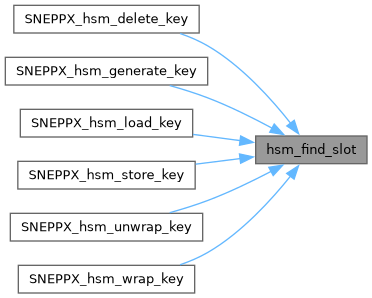 SNEPPX_hsm_delete_key
SNEPPX_hsm_generate_key
SNEPPX_hsm_load_key
hsm_find_slot
SNEPPX_hsm_store_key
SNEPPX_hsm_unwrap_key
SNEPPX_hsm_wrap_key